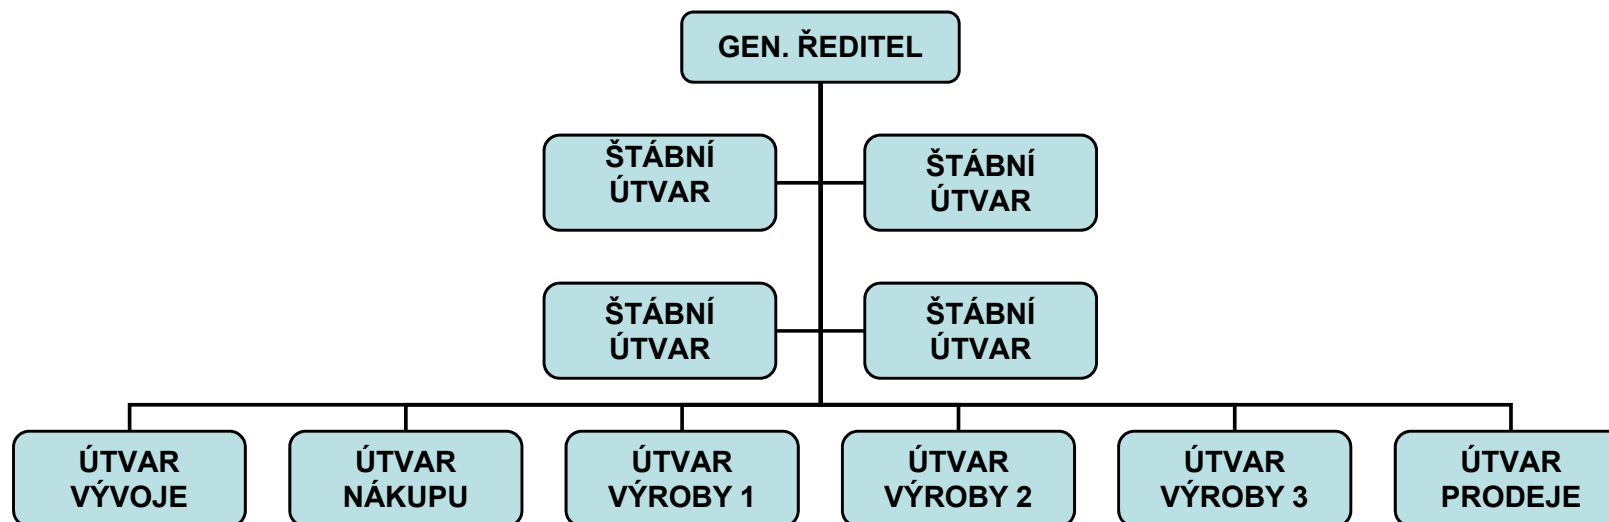 GEN. ŘEDITEL
ŠTÁBNÍ
ÚTVAR
ŠTÁBNÍ
ÚTVAR
ŠTÁBNÍ
ÚTVAR
ŠTÁBNÍ
ÚTVAR
ÚTVAR
VÝVOJE
ÚTVAR
NÁKUPU
ÚTVAR
VÝROBY 1
ÚTVAR
VÝROBY 2
ÚTVAR
VÝROBY 3
ÚTVAR
PRODEJE